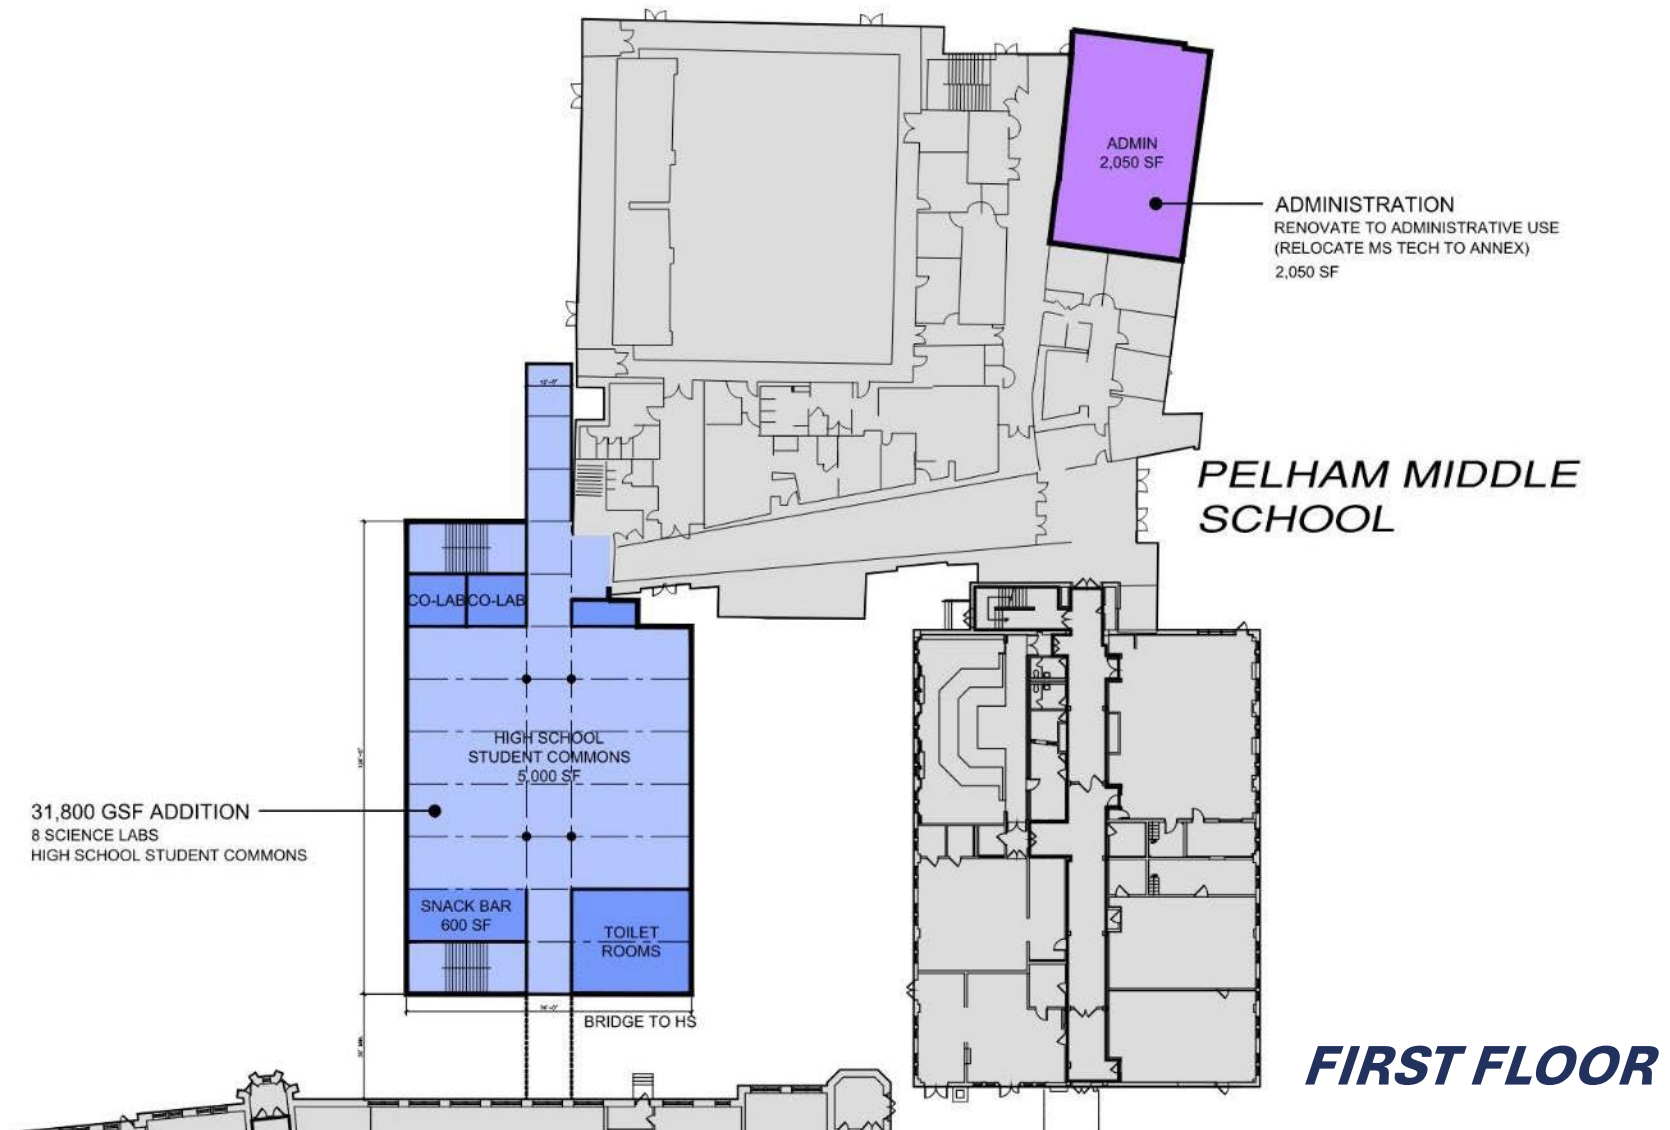 ADMIN
2,050 SF
ADMINISTRATION
RENOVATE TO ADMINISTRATIVE USE
(RELOCATE MS TECH TO ANNEX)
2,050 SF
PELHAM MIDDLE
SCHOOL
CO-LAB
CO-LAB
HIGH SCHOOL
STUDENT COMMONS
5,000 SF
31,800 GSF ADDITION
8 SCIENCE LABS
HIGH SCHOOL STUDENT COMMONS
SNACK BAR
600 SF
TOILET
ROOMS
BRIDGE TO HS
FIRST FLOOR